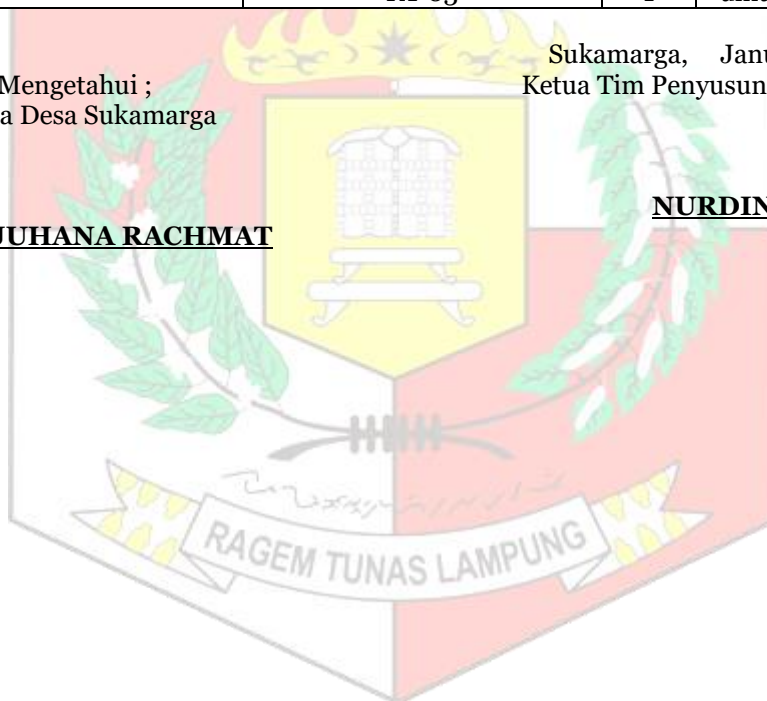 Sukamarga, Janu
Mengetahui ;
Ketua Tim Penyusun
a Desa Sukamarga
NURDIN
JUHANA RACHMAT
RAGEM TUNAS LAMPUNG